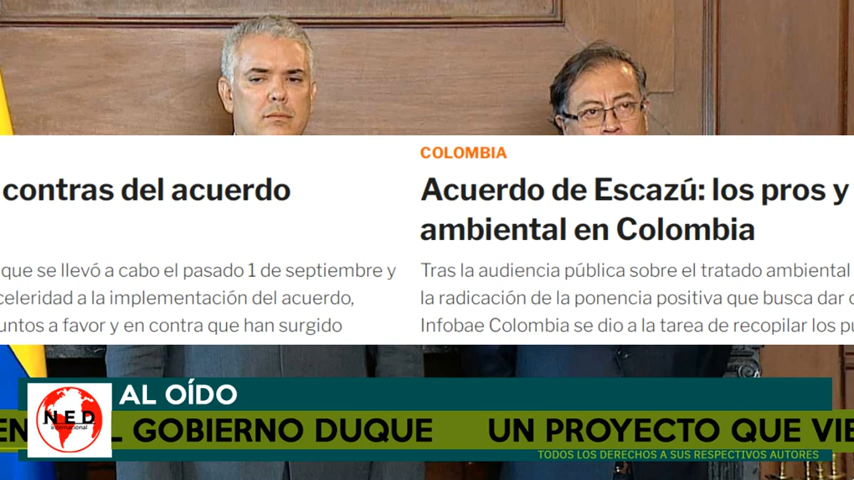 COLOMBIA
contras del acuerdo
Acuerdo de Escazú: los pros y
ambiental en Colombia
que se llevó a cabo el pasado 1 de septiembre y
Tras la audiencia pública sobre el tratado ambiental
celeridad a la implementación del acuerdo,
la radicación de la ponencia positiva que busca dar
untos a favor y en contra que han surgido
Infobae Colombia se dio a la tarea de recopilar los
AL OÍDO
NED
internacional
GOBIERNO DUQUE
UN PROYECTO QUE VIE
TODOS LOS DERECHOS A SUS RESPECTIVOS AUTORES